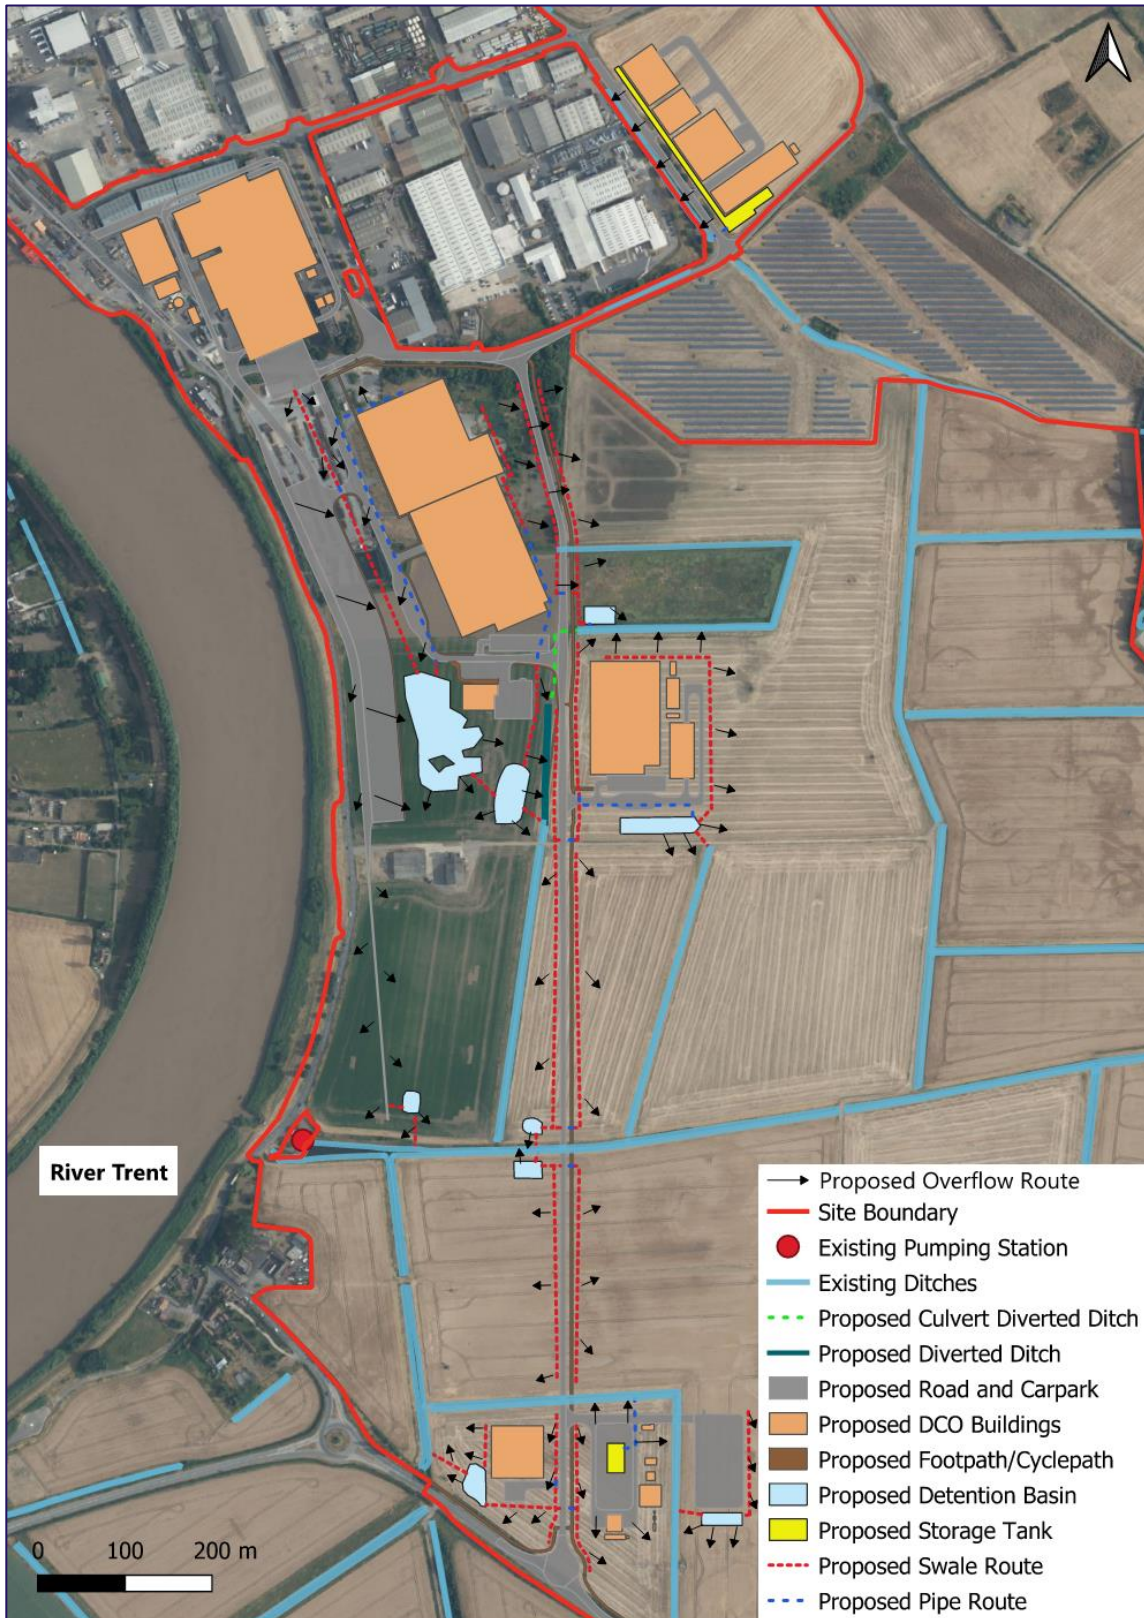 River Trent
Proposed Overflow Route
Site Boundary
Existing Pumping Station
Existing Ditches
Proposed Culvert Diverted Ditch
Proposed Diverted Ditch
Proposed Road and Carpark
Proposed DCO Buildings
Proposed Footpath/Cyclepath
Proposed Detention Basin
Proposed Storage Tank
Proposed Swale Route
Proposed Pipe Route
0 100 200 m